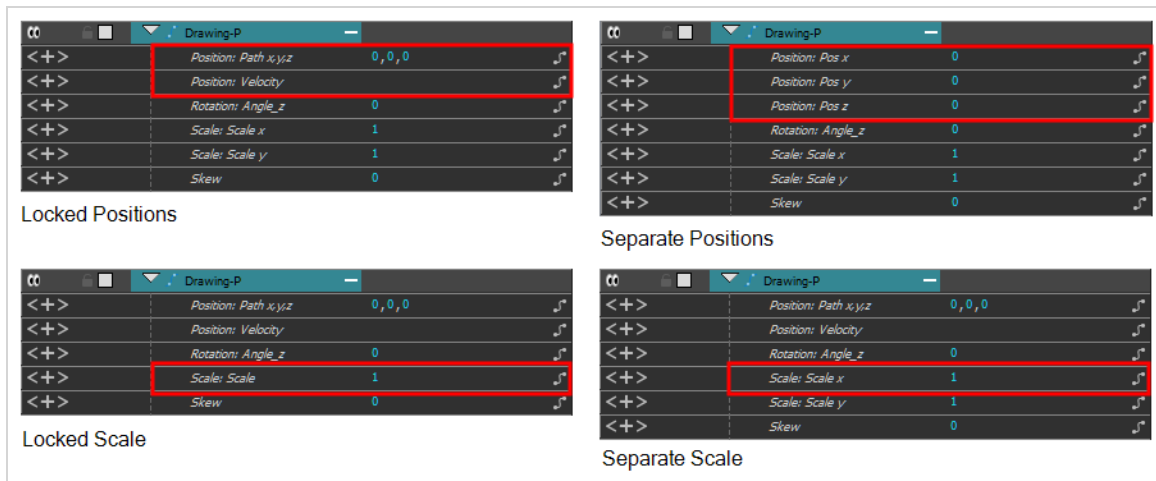 Drawing-P
<+> Position: Path x,y,z 0,0,0
<+> Position: Velocity
<+> Rotation: Angle_z 0
<+> Scale: Scale x 1
<+> Scale: Scale y 1
<+> Skew 0
Locked Positions
Drawing-P
<+> Position: Pos x 0
<+> Position: Pos y 0
<+> Position: Pos z 0
<+> Rotation: Angle_z 0
<+> Scale: Scale x 1
<+> Scale: Scale y 1
<+> Skew 0
Separate Positions
Drawing-P
<+> Position: Path x,y,z 0,0,0
<+> Position: Velocity
<+> Rotation: Angle_z 0
<+> Scale: Scale 1
<+> Skew 0
Locked Scale
Drawing-P
<+> Position: Path x,y,z 0,0,0
<+> Position: Velocity
<+> Rotation: Angle_z 0
<+> Scale: Scale x 1
<+> Scale: Scale y 1
<+> Skew 0
Separate Scale